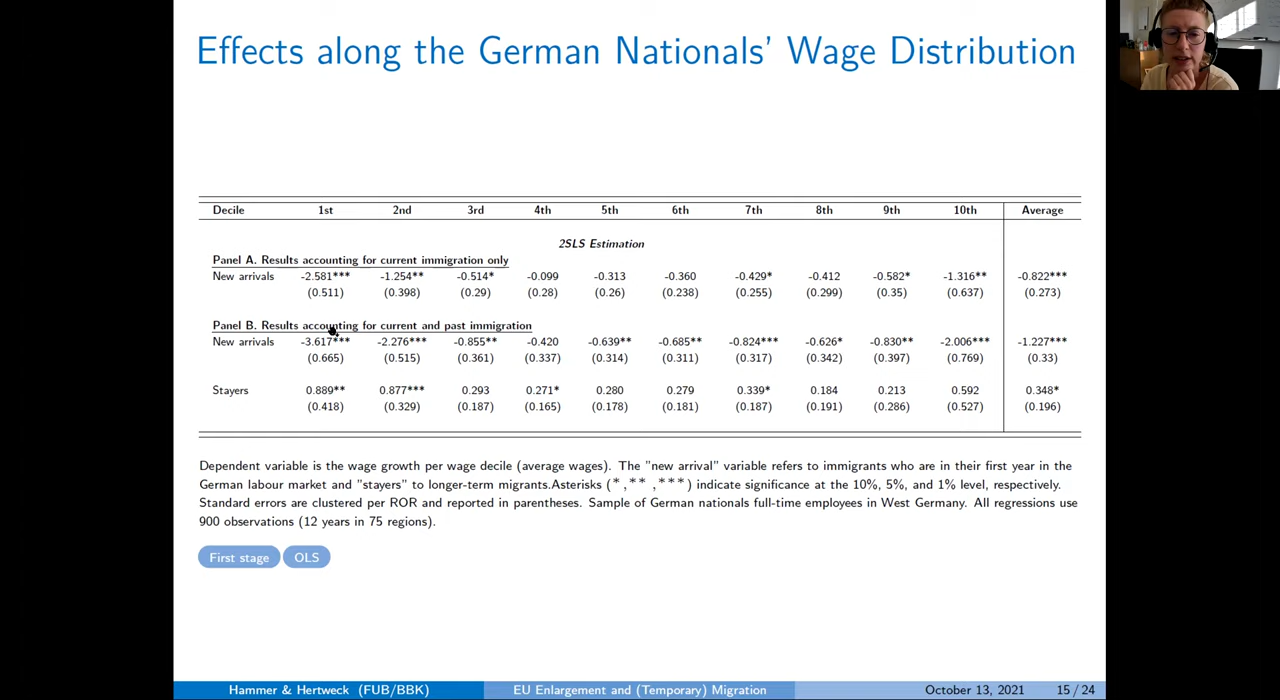 Effects along the German Nationals' Wage Distribution
Decile 1st 2nd 3rd 4th 5th 6th 7th 8th 9th 10th Average
2SLS Estimation
Panel A. Results accounting for current immigration only
New arrivals -2.581*** -1.254** -0.514* -0.099 -0.313 -0.360 -0.429* -0.412 -0.582* -1.316** -0.822***
(0.511) (0.398) (0.29) (0.28) (0.26) (0.238) (0.255) (0.299) (0.35) (0.637) (0.273)
Panel B. Results accounting for current and past immigration
New arrivals -3.617*** -2.276*** -0.855** -0.420 -0.639** -0.685** -0.824*** -0.626* -0.830** -2.006*** -1.227***
(0.665) (0.515) (0.361) (0.337) (0.314) (0.311) (0.317) (0.342) (0.397) (0.769) (0.33)
Stayers 0.889** 0.877*** 0.293 0.271* 0.280 0.279 0.339* 0.184 0.213 0.592 0.348*
(0.418) (0.329) (0.187) (0.165) (0.178) (0.181) (0.187) (0.191) (0.286) (0.527) (0.196)
Dependent variable is the wage growth per wage decile (average wages). The "new arrival" variable refers to immigrants who are in their first year in the
German labour market and "stayers" to longer-term migrants.Asterisks (*,** ,***) indicate significance at the 10%, 5%, and 1% level, respectively.
Standard errors are clustered per ROR and reported in parentheses. Sample of German nationals full-time employees in West Germany. All regressions use
900 observations (12 years in 75 regions).
First stage OLS
Hammer & Hertweck (FUB/BBK) EU Enlargement and (Temporary) Migration October 13, 2021 15 / 24